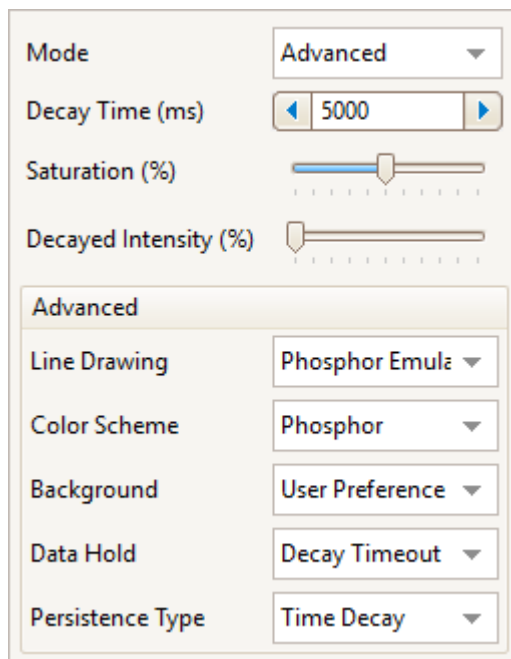 Mode Advanced
Decay Time (ms) 5000
Saturation (%)
Decayed Intensity (%)
Advanced
Line Drawing Phosphor Emula
Color Scheme Phosphor
Background User Preference
Data Hold Decay Timeout
Persistence Type Time Decay